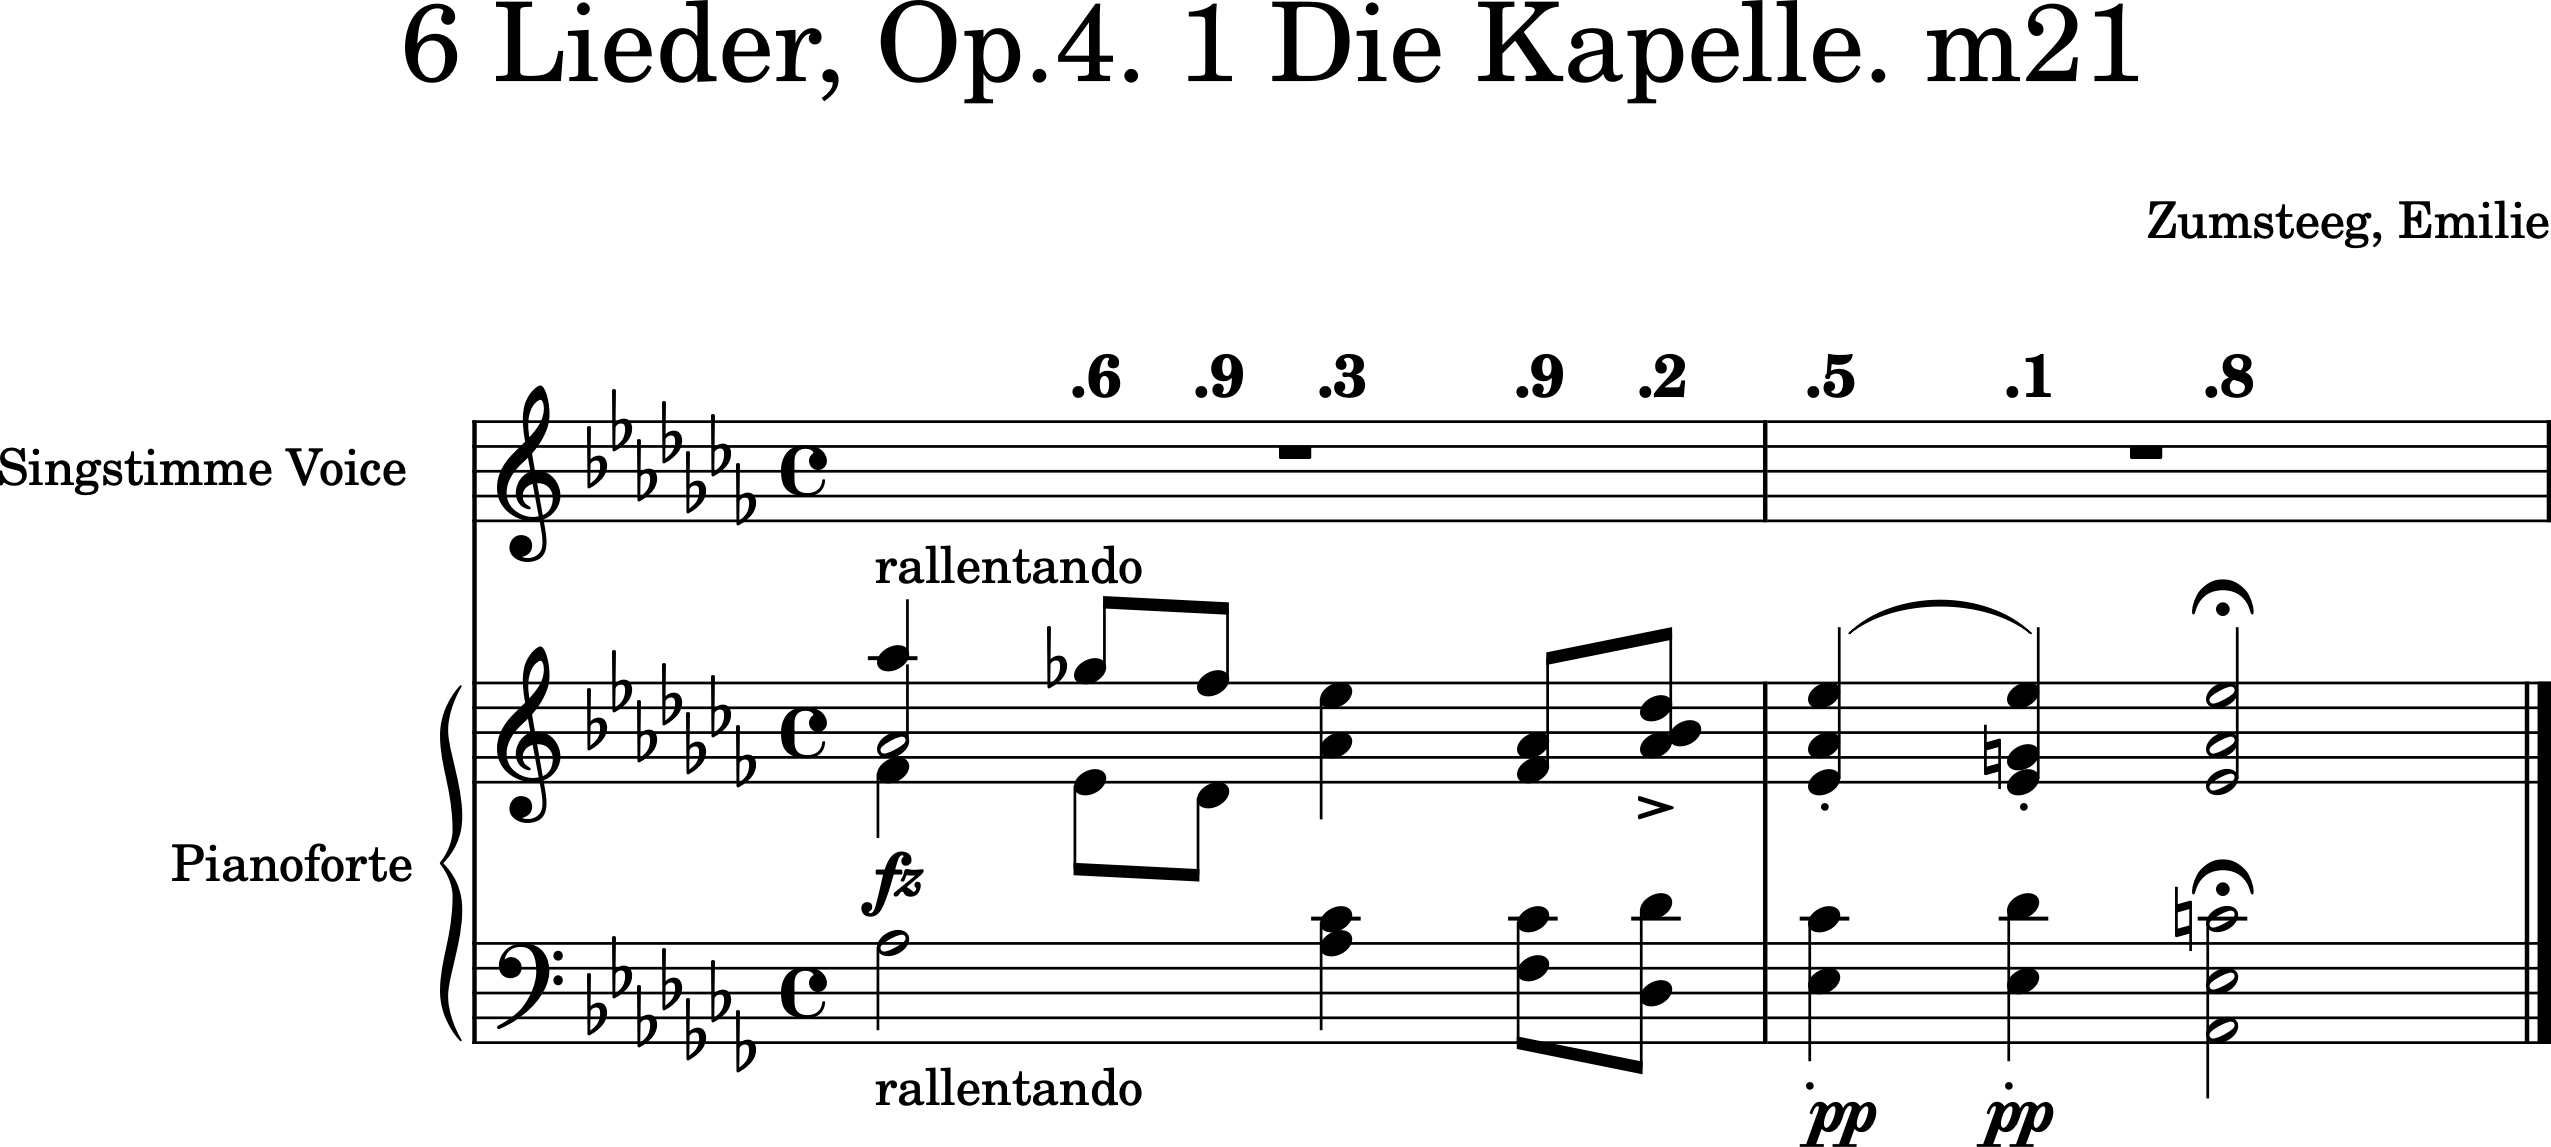 6 Lieder, Op.4. 1 Die Kapelle. m21
Zumsteeg, Emilie
.6 .9 .3 .9 .2 .5 .1 .8
Singstimme Voice
rallentando
Pianoforte
fz
rallentando
pp pp